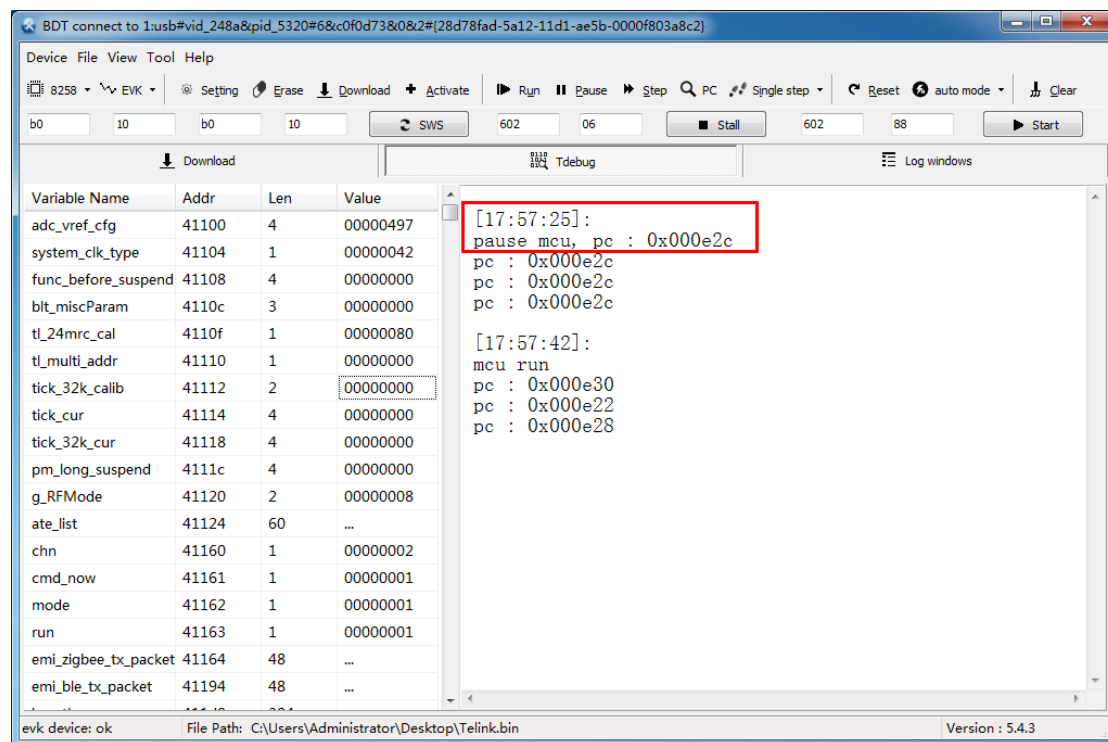 BDT connect to 1:usb#vid_248a&pid_5320#6&c0f0d73&0&2#{28d78fad-5a12-11d1-ae5b-0000f803a8c2}
Device File View Tool Help
8258 EVK Setting Erase Download Activate Run Pause Step PC Single step Reset auto mode Clear
b0 10 b0 10 SWS 602 06 Stall 602 88 Start
Download Tdebug Log windows
Variable Name Addr Len Value
adc_vref_cfg 41100 4 00000497
system_clk_type 41104 1 00000042
func_before_suspend 41108 4 00000000
blt_miscParam 4110c 3 00000000
tl_24mrc_cal 4110f 1 00000080
tl_multi_addr 41110 1 00000000
tick_32k_calib 41112 2 00000000
tick_cur 41114 4 00000000
tick_32k_cur 41118 4 00000000
pm_long_suspend 4111c 4 00000000
g_RFMode 41120 2 00000008
ate_list 41124 60 ...
chn 41160 1 00000002
cmd_now 41161 1 00000001
mode 41162 1 00000001
run 41163 1 00000001
emi_zigbee_tx_packet 41164 48 ...
emi_ble_tx_packet 41194 48 ...
[17:57:25]:
pause mcu, pc : 0x000e2c
pc : 0x000e2c
pc : 0x000e2c
pc : 0x000e2c
[17:57:42]:
mcu run
pc : 0x000e30
pc : 0x000e22
pc : 0x000e28
evk device: ok File Path: C:\Users\Administrator\Desktop\Telink.bin Version : 5.4.3